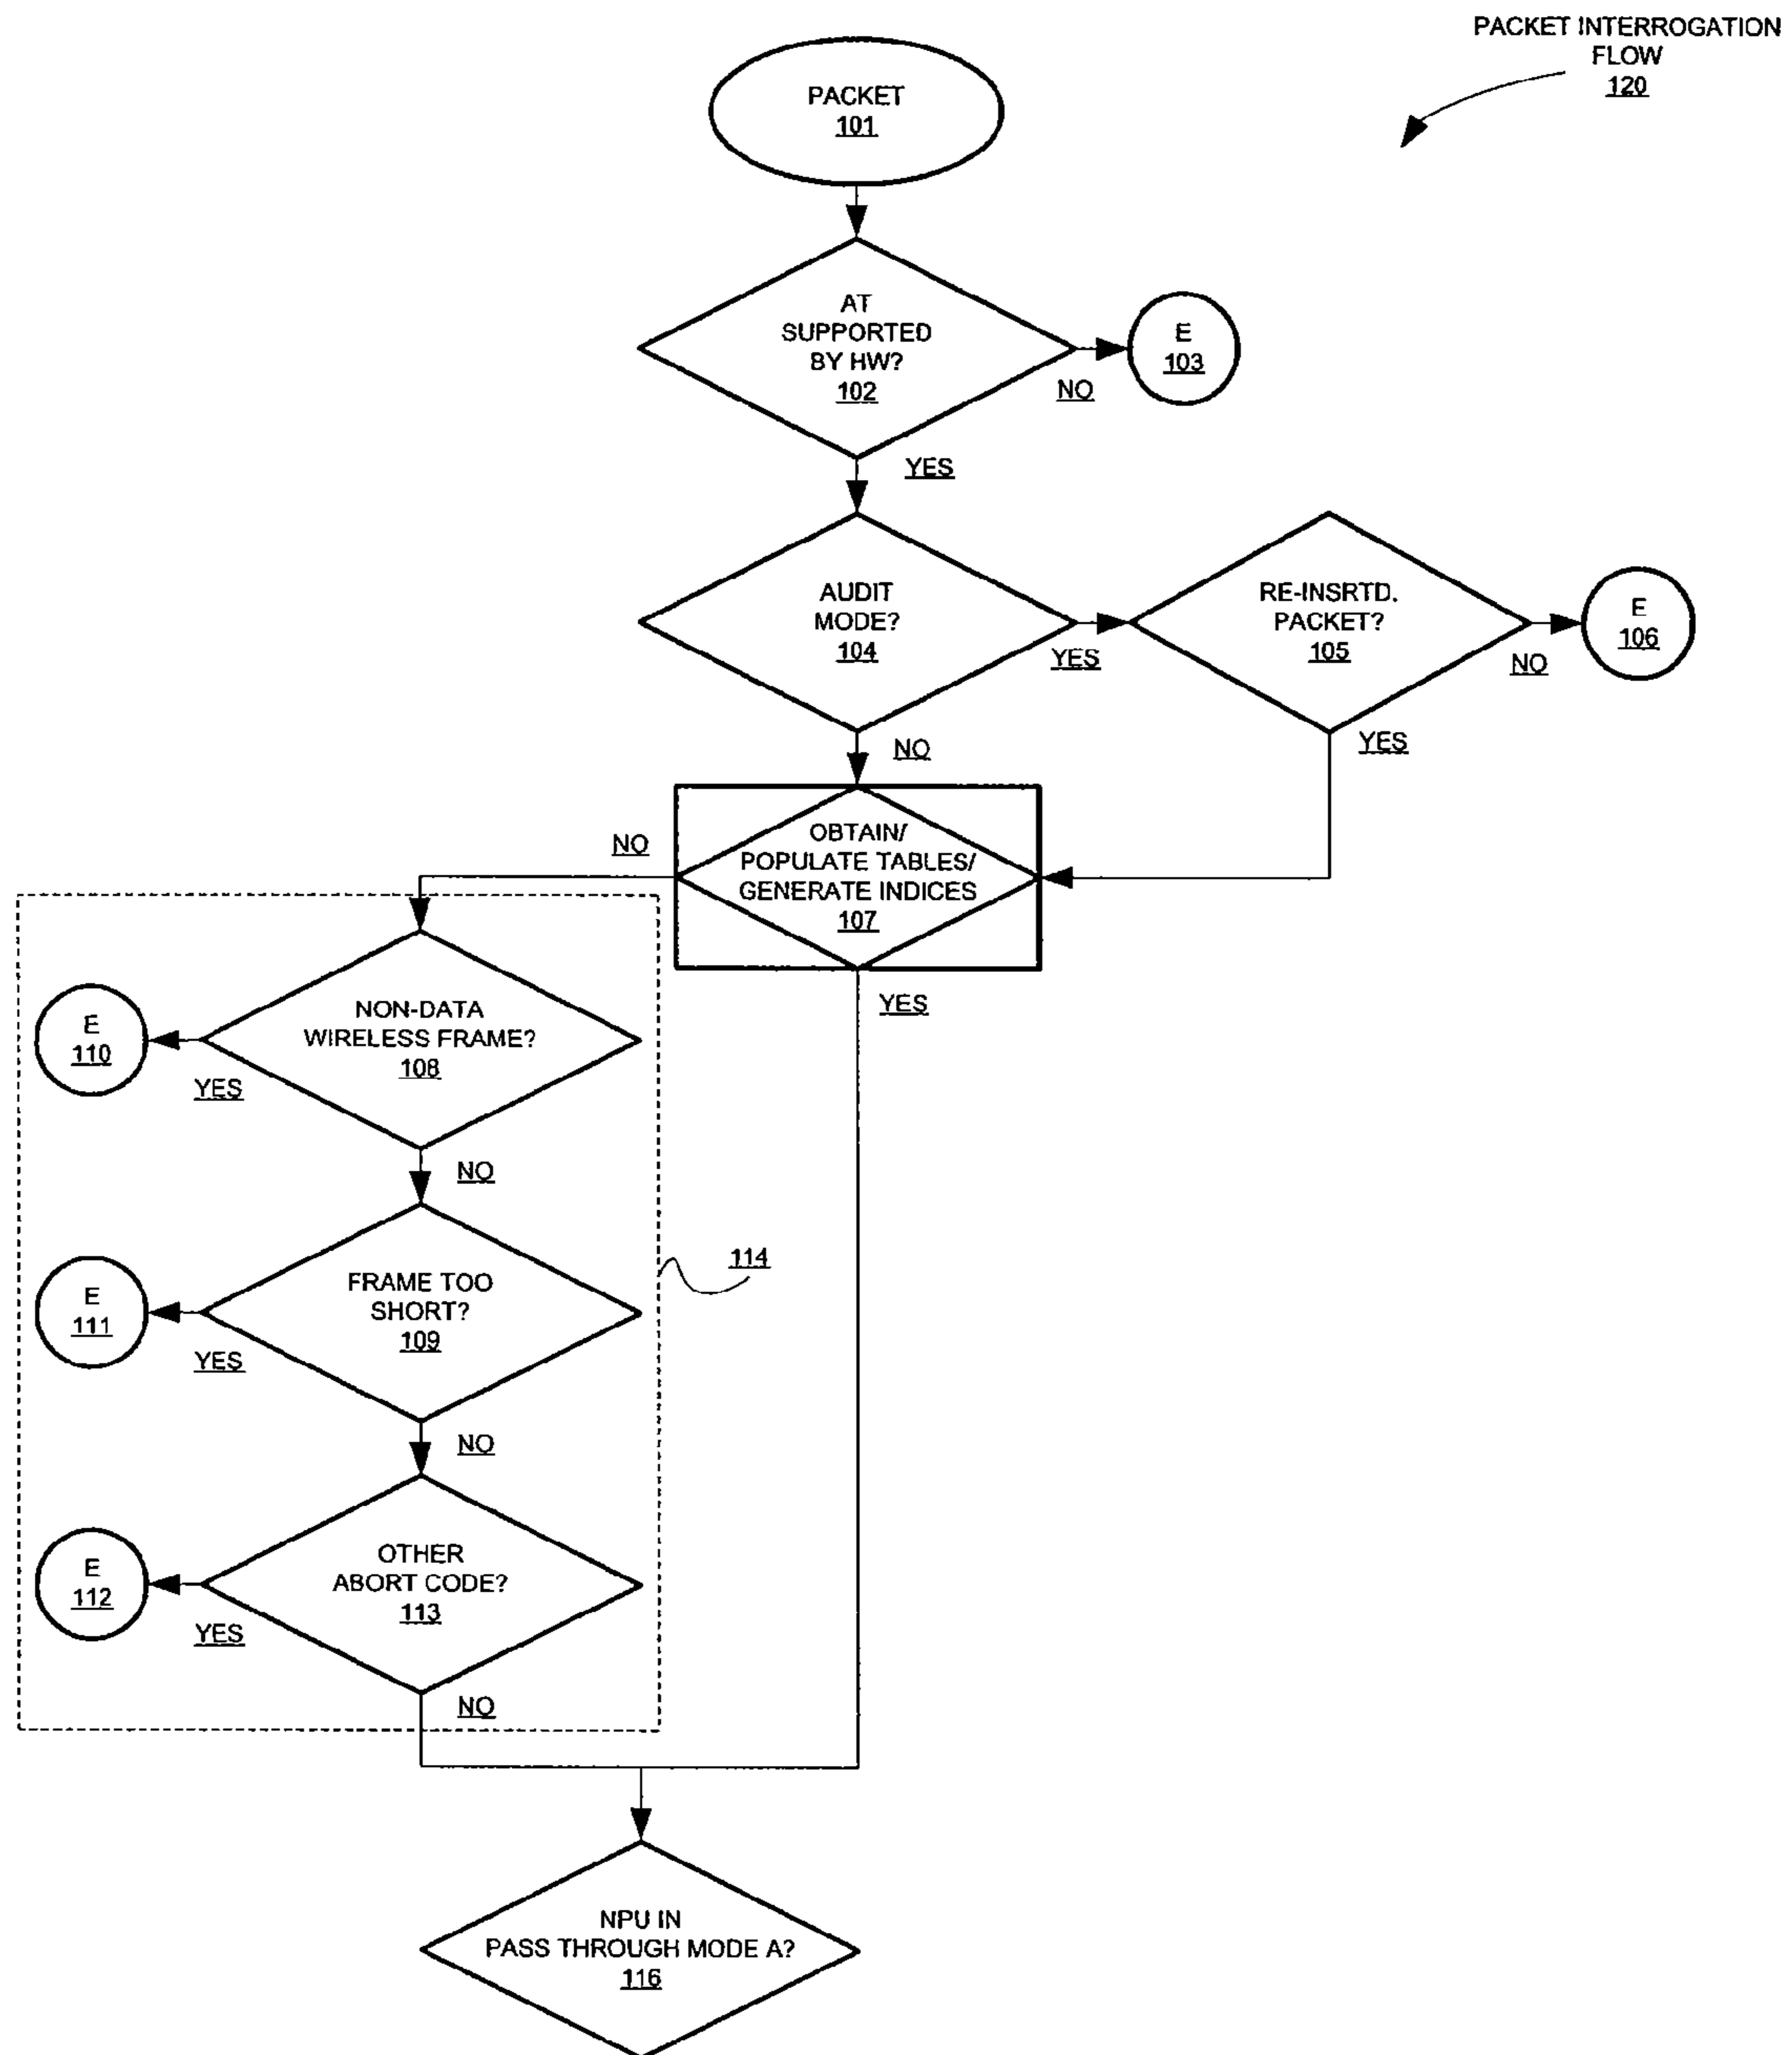 PACKET INTERROGATION
FLOW
120
PACKET
101
AT
SUPPORTED
BY HW?
102
NO
E
103
YES
AUDIT
MODE?
104
YES
RE-INSRTD.
PACKET?
105
NO
E
106
NO
YES
OBTAIN/
POPULATE TABLES/
GENERATE INDICES
107
NO
YES
NON-DATA
WIRELESS FRAME?
108
E
110
YES
NO
FRAME TOO
SHORT?
109
E
111
YES
114
NO
OTHER
ABORT CODE?
113
E
112
YES
NO
NPU IN
PASS THROUGH MODE A?
116